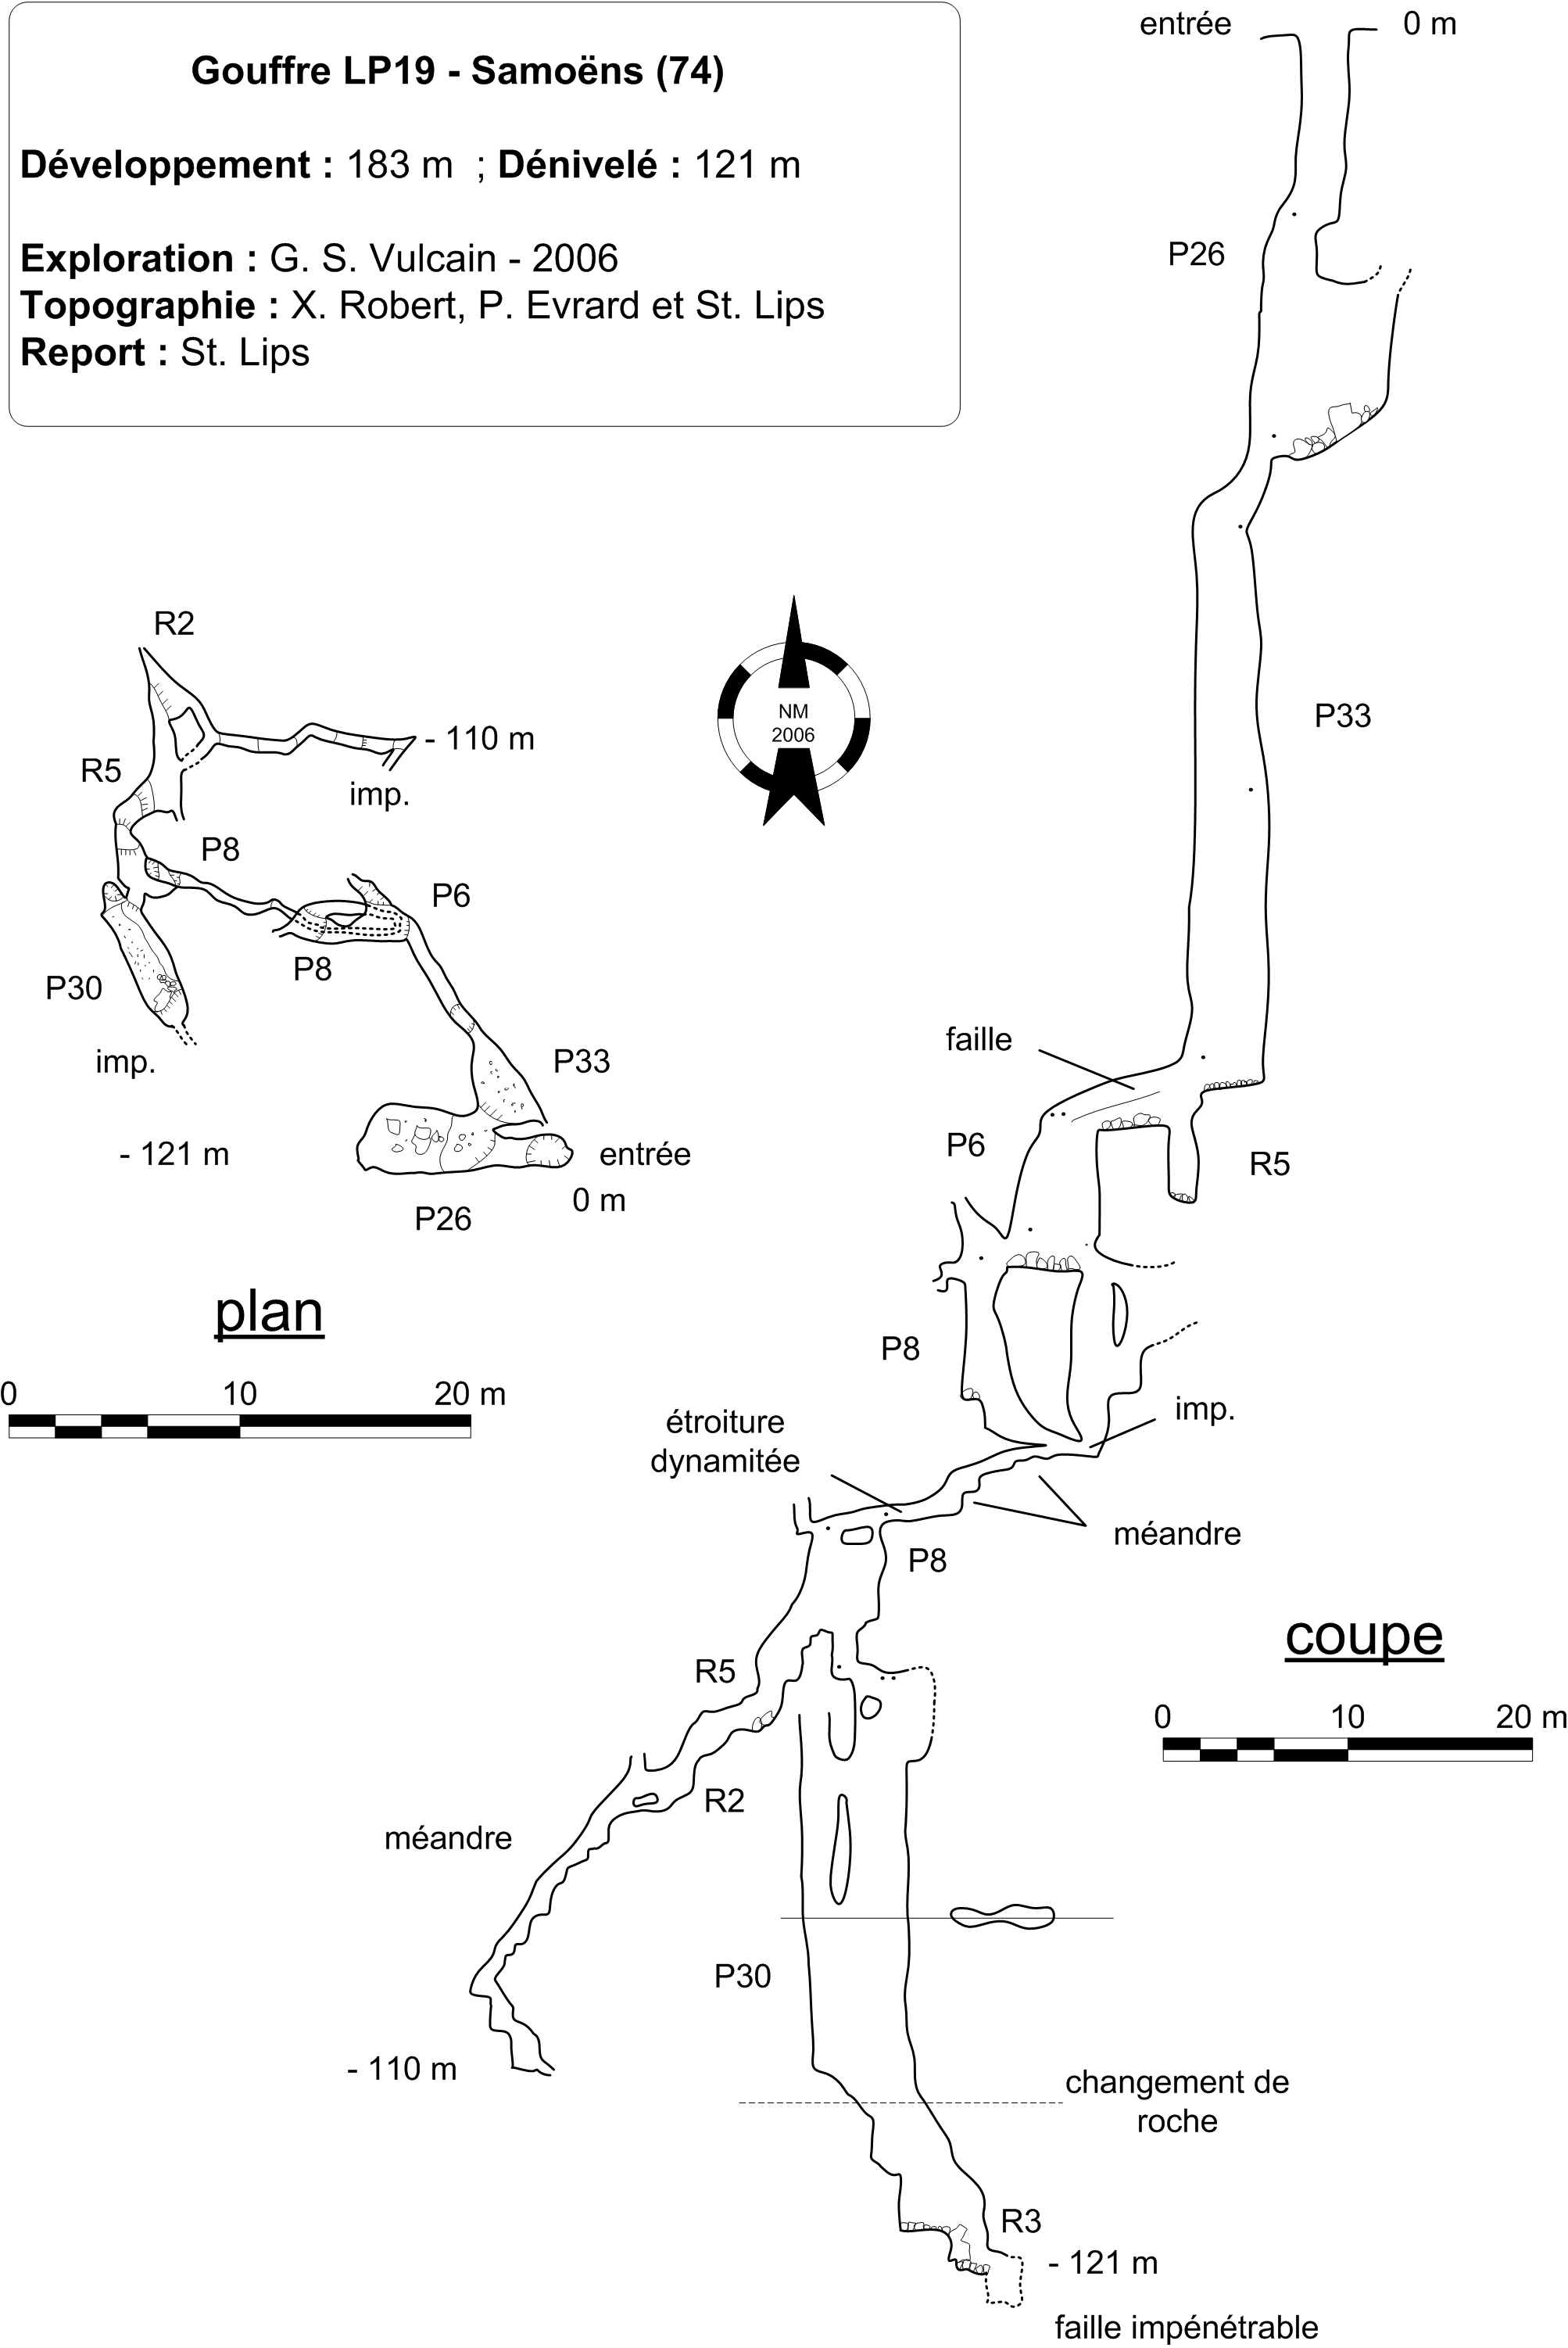 Gouffre LP19 - Samoëns (74)
Développement : 183 m ; Dénivelé : 121 m
Exploration : G. S. Vulcain - 2006
Topographie : X. Robert, P. Evrard et St. Lips
Report : St. Lips
entrée
0 m
P26
P33
faille
P6
R5
P8
étroiture
dynamitée
imp.
méandre
P8
R5
R2
méandre
- 110 m
P30
changement de
roche
R3
- 121 m
faille impénétrable
coupe
0
10
20 m
NM
2006
R2
- 110 m
imp.
R5
P8
P6
P8
P30
imp.
P33
- 121 m
entrée
0 m
P26
plan
0
10
20 m